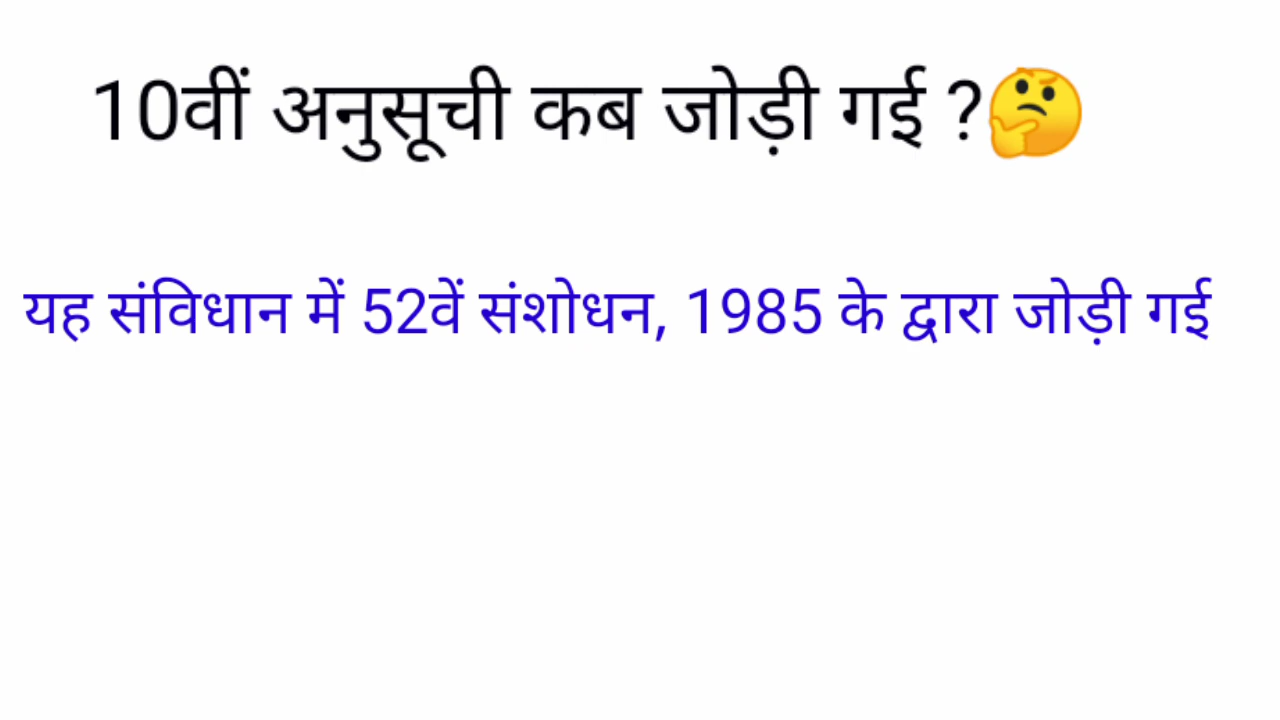 10वीं अनुसूची कब जोड़ी गई ?🤔
यह संविधान में 52वें संशोधन, 1985 के द्वारा जोड़ी गई